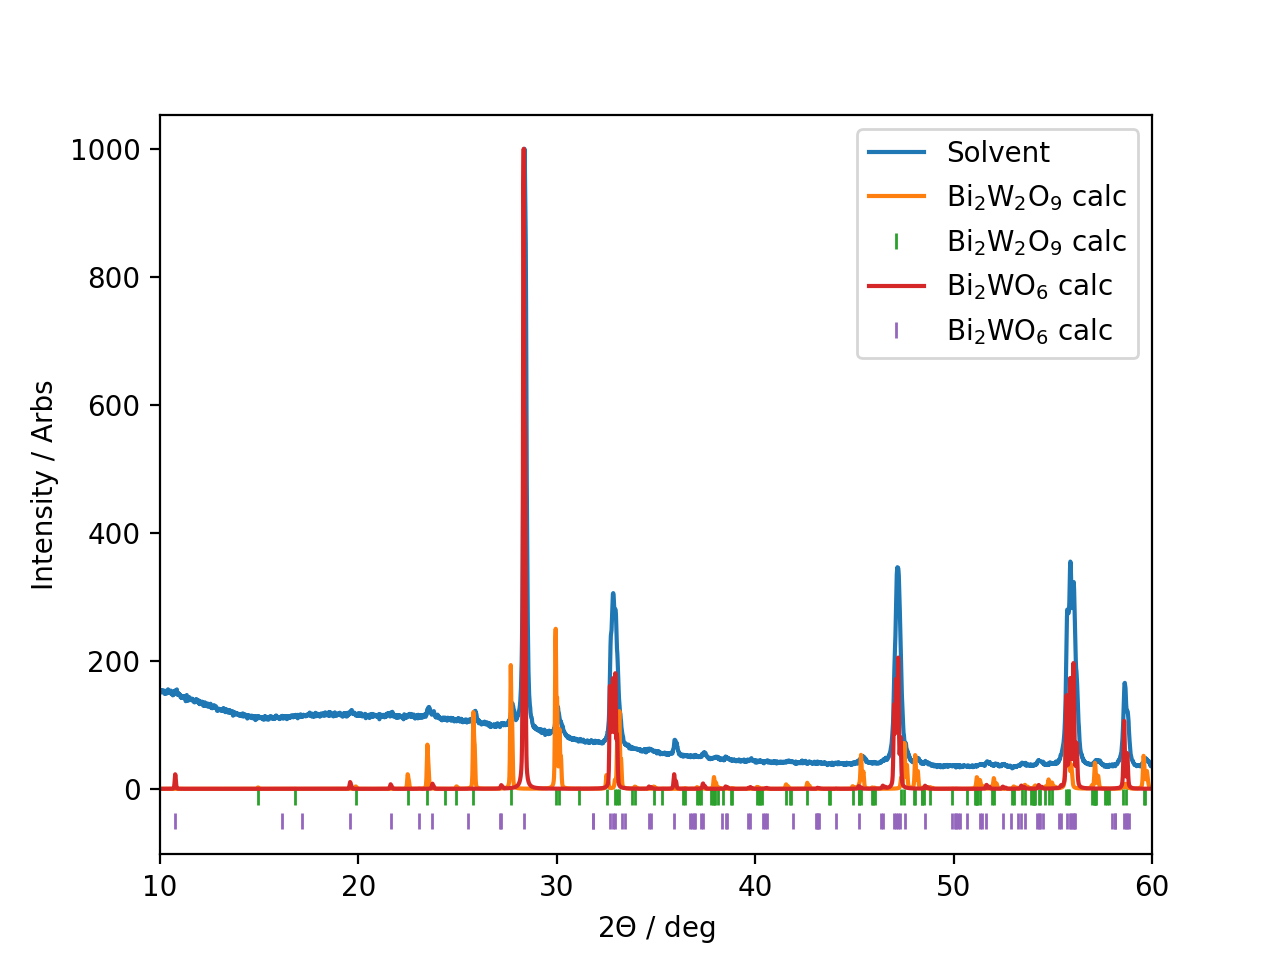 1000
800
600
400
200
0
Intensity / Arbs
10 20 30 40 50 60
2Θ / deg
Solvent
Bi₂W₂O₉ calc
Bi₂W₂O₉ calc
Bi₂WO₆ calc
Bi₂WO₆ calc